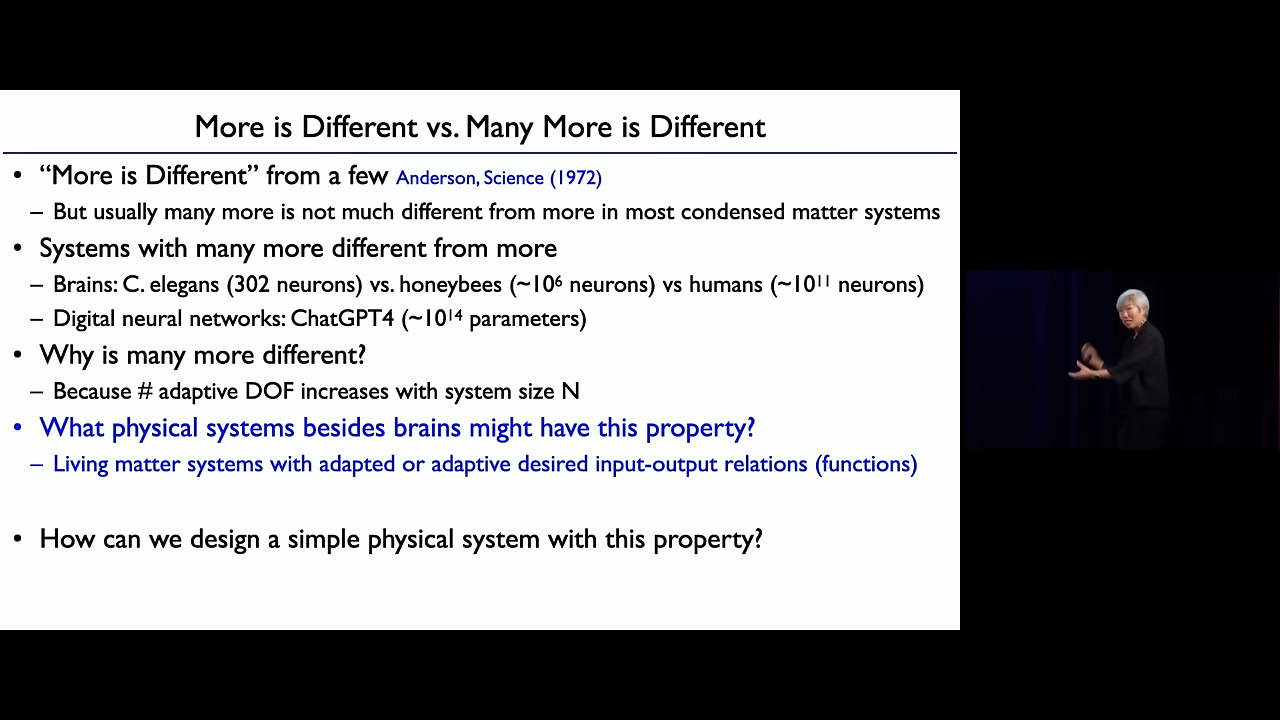 More is Different vs. Many More is Different
• “More is Different” from a few Anderson, Science (1972)
– But usually many more is not much different from more in most condensed matter systems
• Systems with many more different from more
– Brains: C. elegans (302 neurons) vs. honeybees (~10⁶ neurons) vs humans (~10¹¹ neurons)
– Digital neural networks: ChatGPT4 (~10¹⁴ parameters)
• Why is many more different?
– Because # adaptive DOF increases with system size N
• What physical systems besides brains might have this property?
– Living matter systems with adapted or adaptive desired input-output relations (functions)
• How can we design a simple physical system with this property?